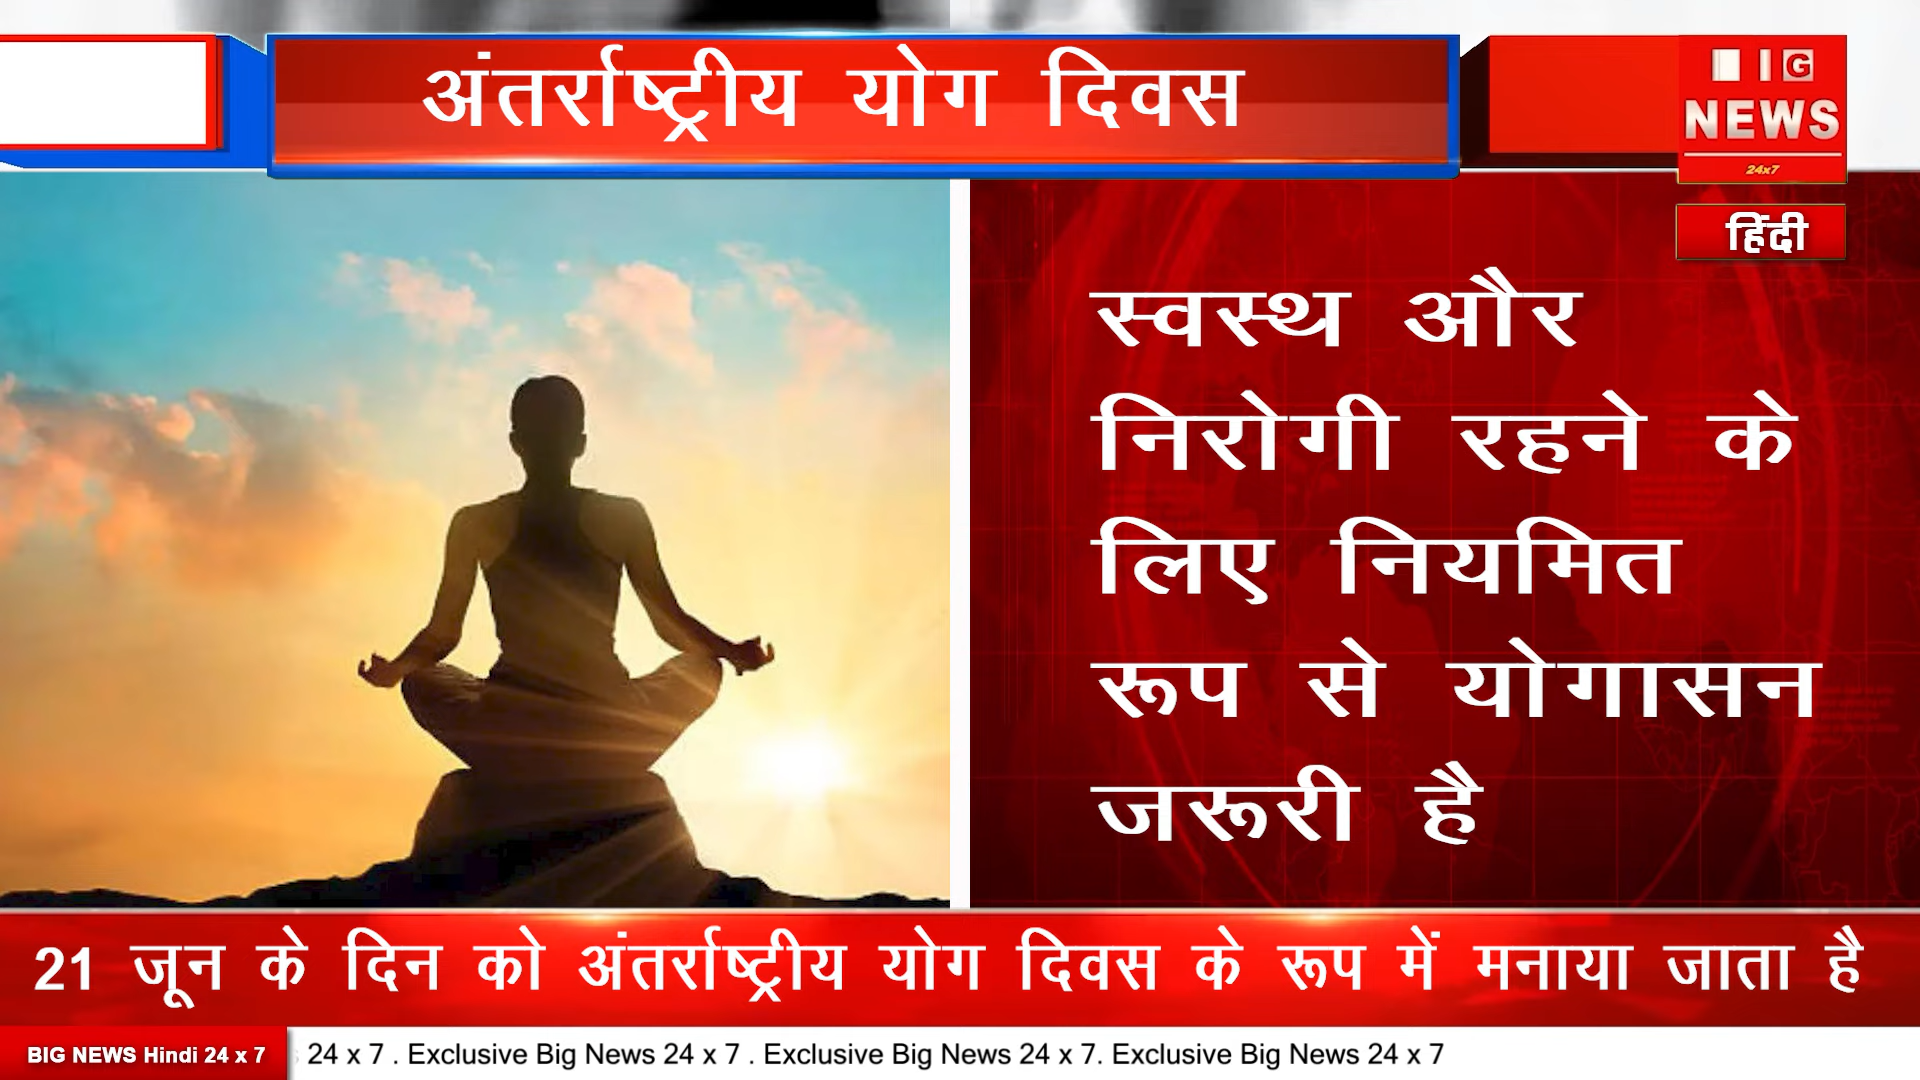 अंतर्राष्ट्रीय योग दिवस
IG
NEWS
24x7
हिंदी
स्वस्थ और
निरोगी रहने के
लिए नियमित
रूप से योगासन
जरूरी है
21 जून के दिन को अंतर्राष्ट्रीय योग दिवस के रूप में मनाया जाता है
BIG NEWS Hindi 24 x 7
24 x 7 . Exclusive Big News 24 x 7 . Exclusive Big News 24 x 7. Exclusive Big News 24 x 7